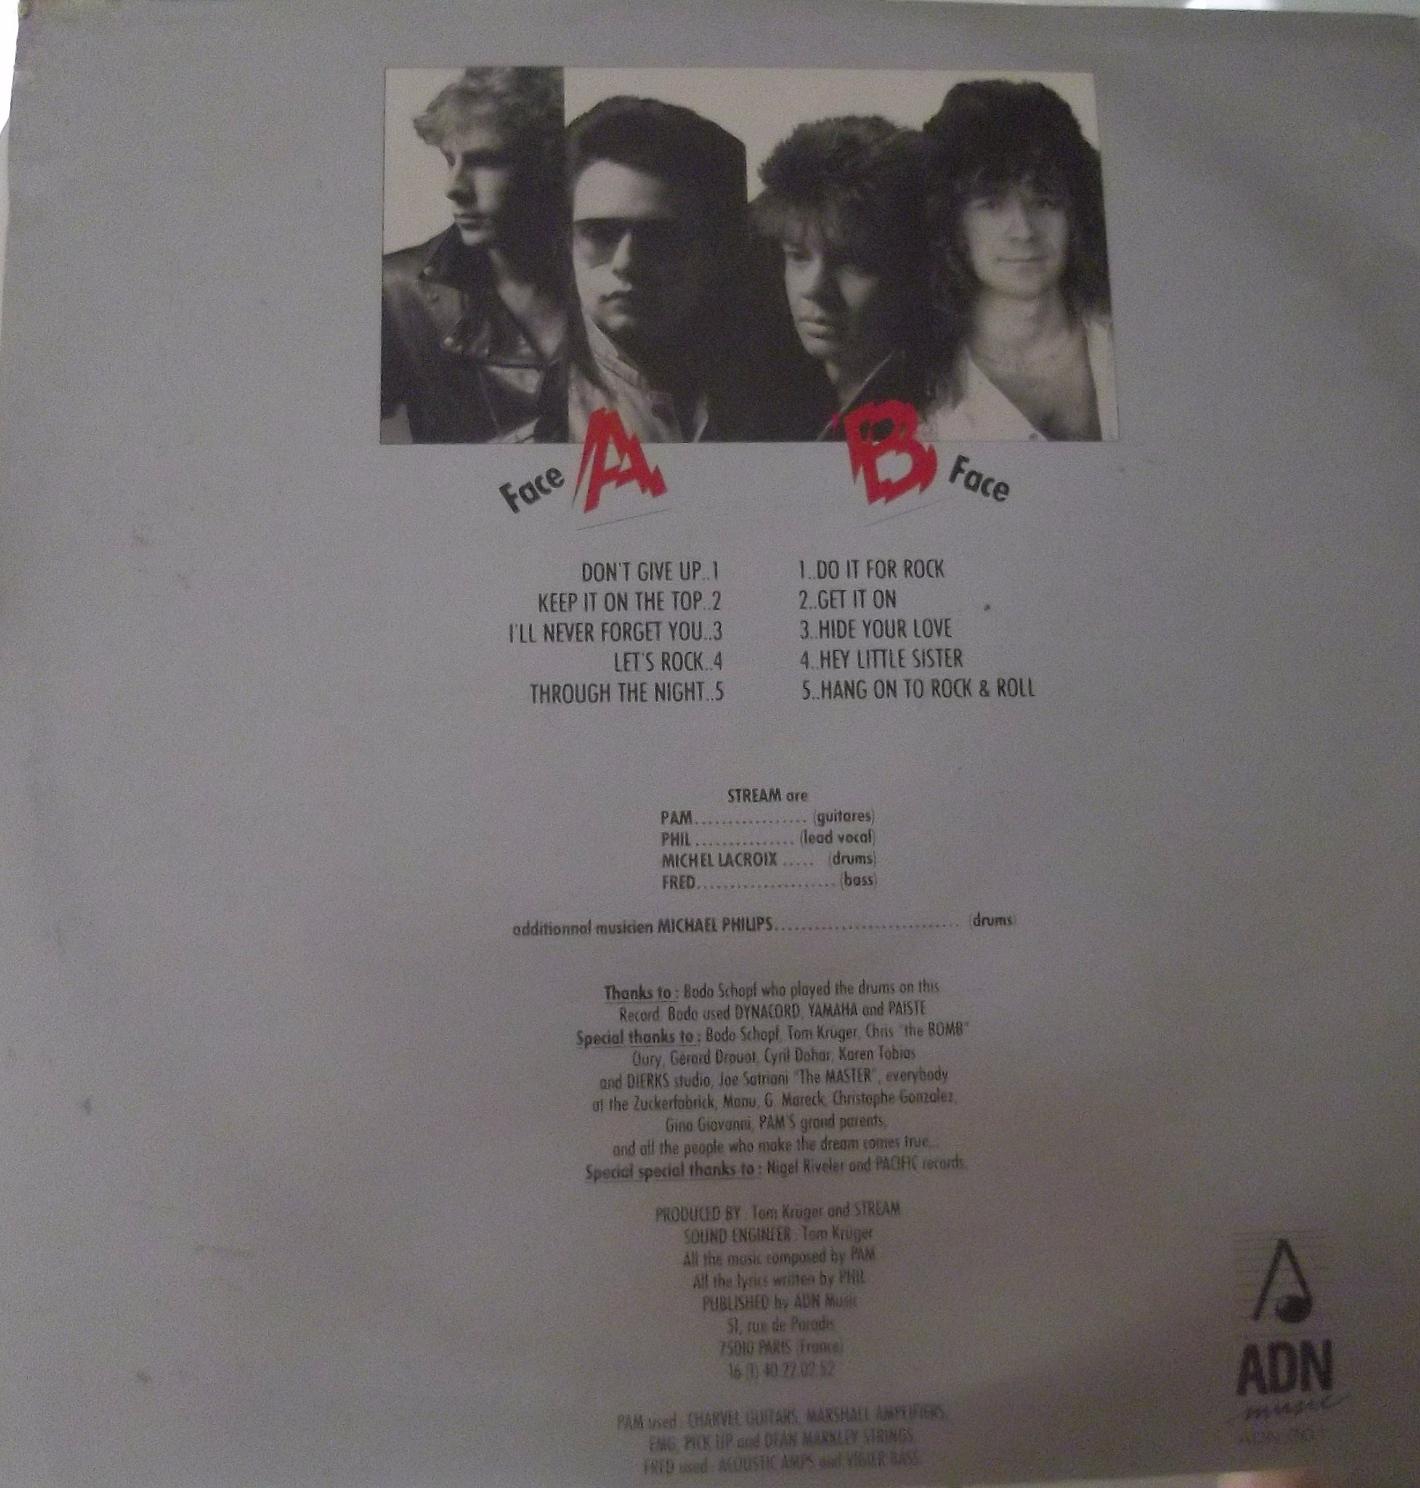 Face A
B Face
DON'T GIVE UP..1
KEEP IT ON THE TOP..2
I'LL NEVER FORGET YOU..3
LET'S ROCK..4
THROUGH THE NIGHT..5
1..DO IT FOR ROCK
2..GET IT ON
3..HIDE YOUR LOVE
4..HEY LITTLE SISTER
5..HANG ON TO ROCK & ROLL
STREAM are
PAM................. (guitares)
PHIL ............... (lead vocal)
MICHEL LACROIX ..... (drums)
FRED..................... (bass)
additionnal musicien MICHAEL PHILIPS............................ (drums)
Thanks to : Bodo Schopf who played the drums on this
Record. Bodo used DYNACORD, YAMAHA and PAISTE
Special thanks to : Bodo Schopf, Tom Krüger, Chris "the BOMB"
Oury, Gérard Drouot, Cyril Dohar, Karen Tobias
and DIERKS studio, Joe Satriani "The MASTER", everybody
at the Zuckerfabrick, Manu, G. Mareck, Christophe Gonzalez,
Gino Giovanni, PAM'S grand parents,
and all the people who make the dream comes true...
Special special thanks to : Nigel Riveler and PACIFIC records.
PRODUCED BY : Tom Krüger and STREAM
SOUND ENGINEER : Tom Krüger
All the music composed by PAM
All the lyrics written by PHIL
PUBLISHED by ADN Music
51, rue de Paradis
75010 PARIS (France)
16 (1) 40.22.02.52
PAM used : CHARVEL GUITARS, MARSHALL AMPLIFIERS,
EMG, PICK UP and DEAN MARKLEY STRINGS.
FRED used : ACOUSTIC AMPS and VIGIER BASS.
ADN
music